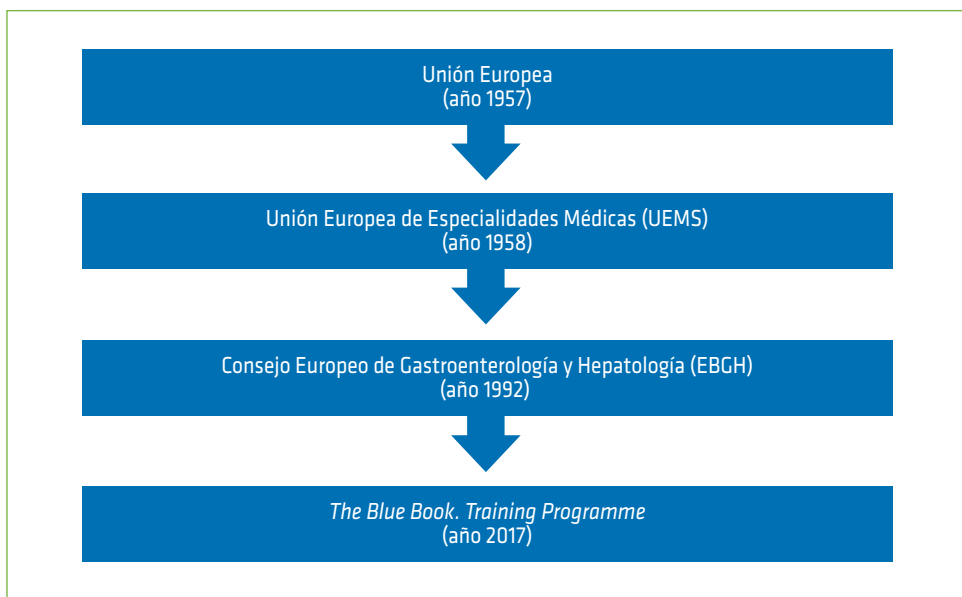 Unión Europea
(año 1957)
Unión Europea de Especialidades Médicas (UEMS)
(año 1958)
Consejo Europeo de Gastroenterología y Hepatología (EBGH)
(año 1992)
The Blue Book. Training Programme
(año 2017)